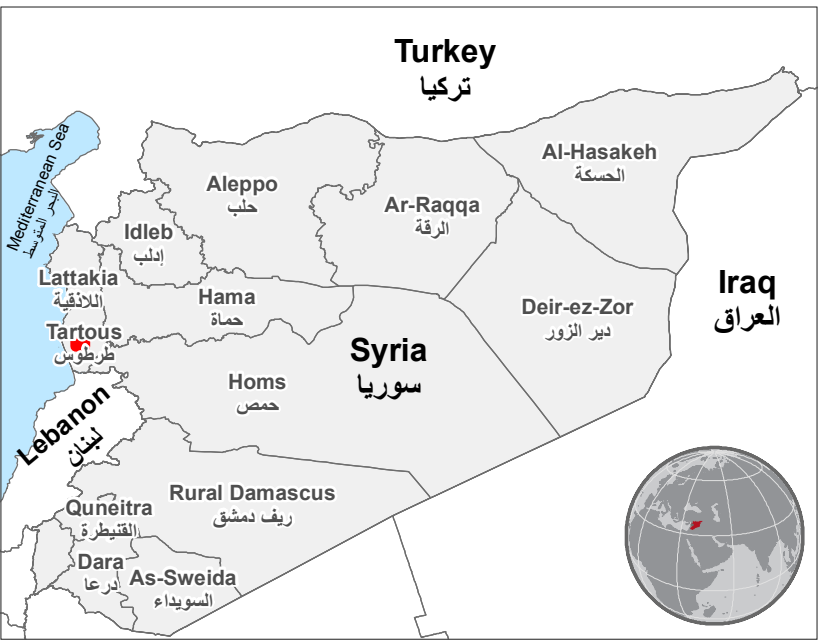 Turkey
تركيا
Mediterranean Sea
البحر المتوسط
Al-Hasakeh
الحسكة
Aleppo
حلب
Ar-Raqqa
الرقة
Idleb
إدلب
Lattakia
اللاذقية
Hama
حماة
Deir-ez-Zor
دير الزور
Iraq
العراق
Tartous
طرطوس
Syria
سوريا
Homs
حمص
Lebanon
لبنان
Rural Damascus
ريف دمشق
Quneitra
القنيطرة
Dara
درعا
As-Sweida
السويداء